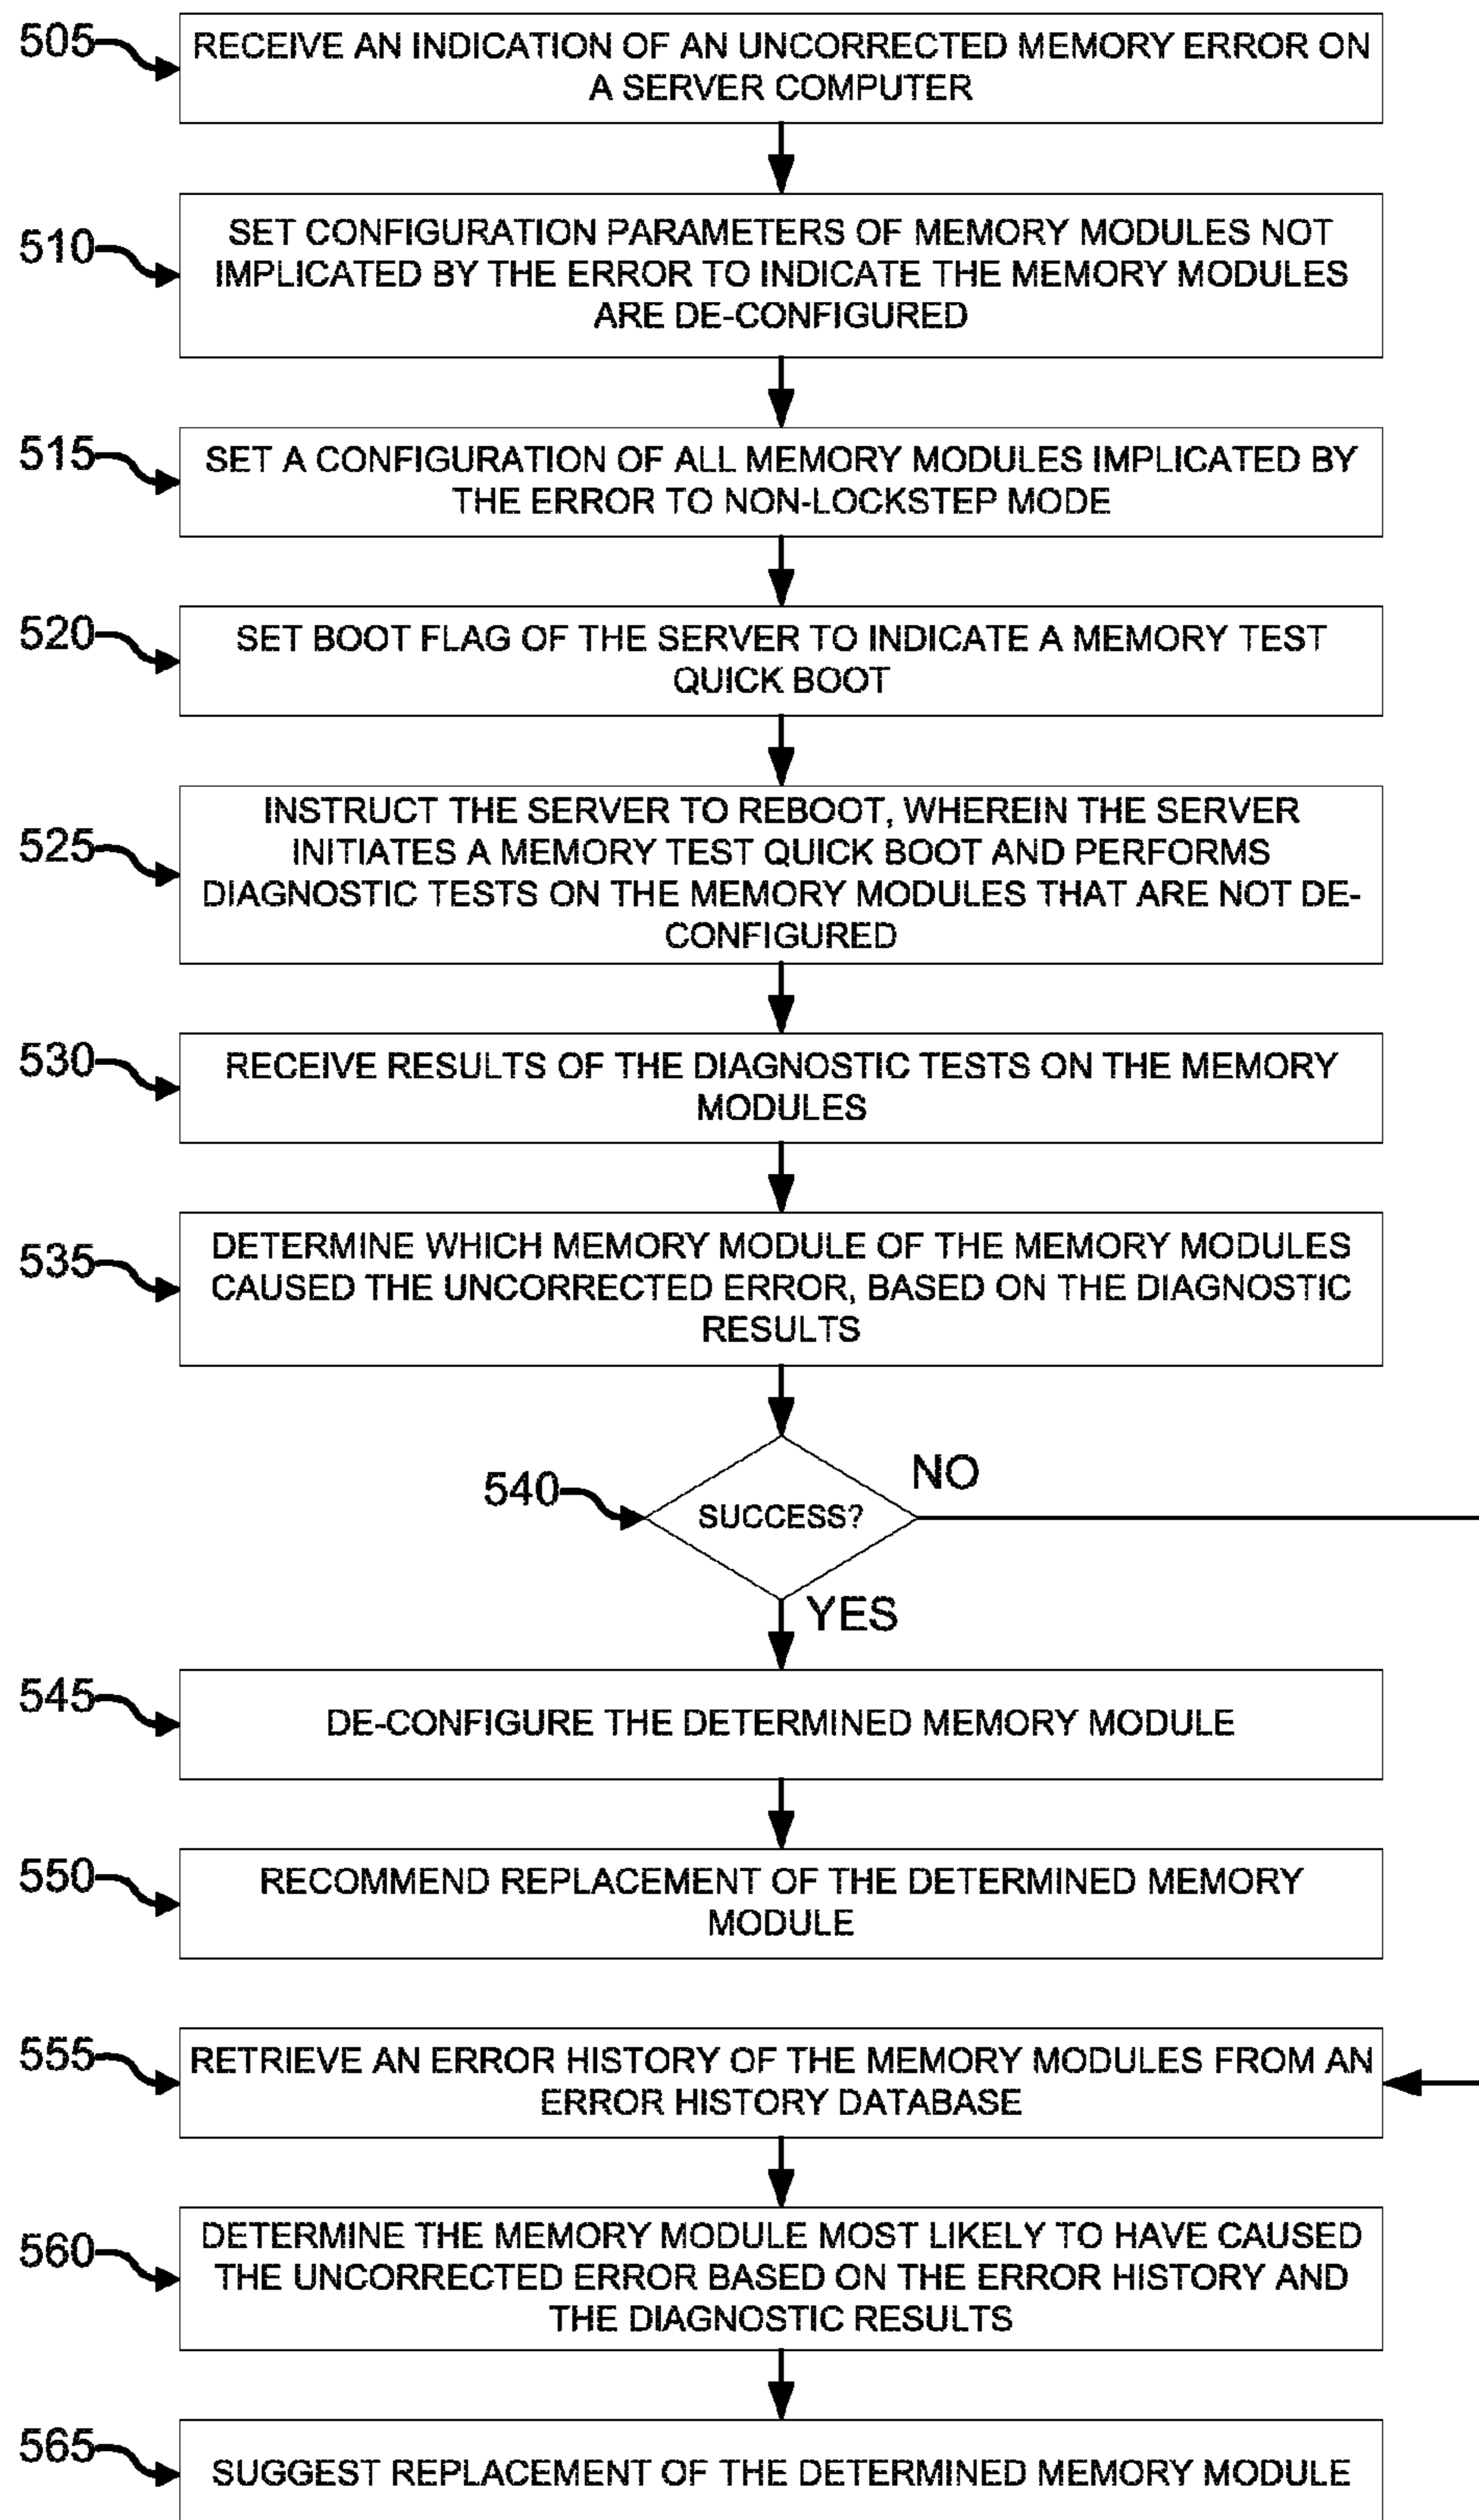 505
RECEIVE AN INDICATION OF AN UNCORRECTED MEMORY ERROR ON
A SERVER COMPUTER
510
SET CONFIGURATION PARAMETERS OF MEMORY MODULES NOT
IMPLICATED BY THE ERROR TO INDICATE THE MEMORY MODULES
ARE DE-CONFIGURED
515
SET A CONFIGURATION OF ALL MEMORY MODULES IMPLICATED BY
THE ERROR TO NON-LOCKSTEP MODE
520
SET BOOT FLAG OF THE SERVER TO INDICATE A MEMORY TEST
QUICK BOOT
525
INSTRUCT THE SERVER TO REBOOT, WHEREIN THE SERVER
INITIATES A MEMORY TEST QUICK BOOT AND PERFORMS
DIAGNOSTIC TESTS ON THE MEMORY MODULES THAT ARE NOT DE-
CONFIGURED
530
RECEIVE RESULTS OF THE DIAGNOSTIC TESTS ON THE MEMORY
MODULES
535
DETERMINE WHICH MEMORY MODULE OF THE MEMORY MODULES
CAUSED THE UNCORRECTED ERROR, BASED ON THE DIAGNOSTIC
RESULTS
540
SUCCESS?
NO
YES
545
DE-CONFIGURE THE DETERMINED MEMORY MODULE
550
RECOMMEND REPLACEMENT OF THE DETERMINED MEMORY
MODULE
555
RETRIEVE AN ERROR HISTORY OF THE MEMORY MODULES FROM AN
ERROR HISTORY DATABASE
560
DETERMINE THE MEMORY MODULE MOST LIKELY TO HAVE CAUSED
THE UNCORRECTED ERROR BASED ON THE ERROR HISTORY AND
THE DIAGNOSTIC RESULTS
565
SUGGEST REPLACEMENT OF THE DETERMINED MEMORY MODULE